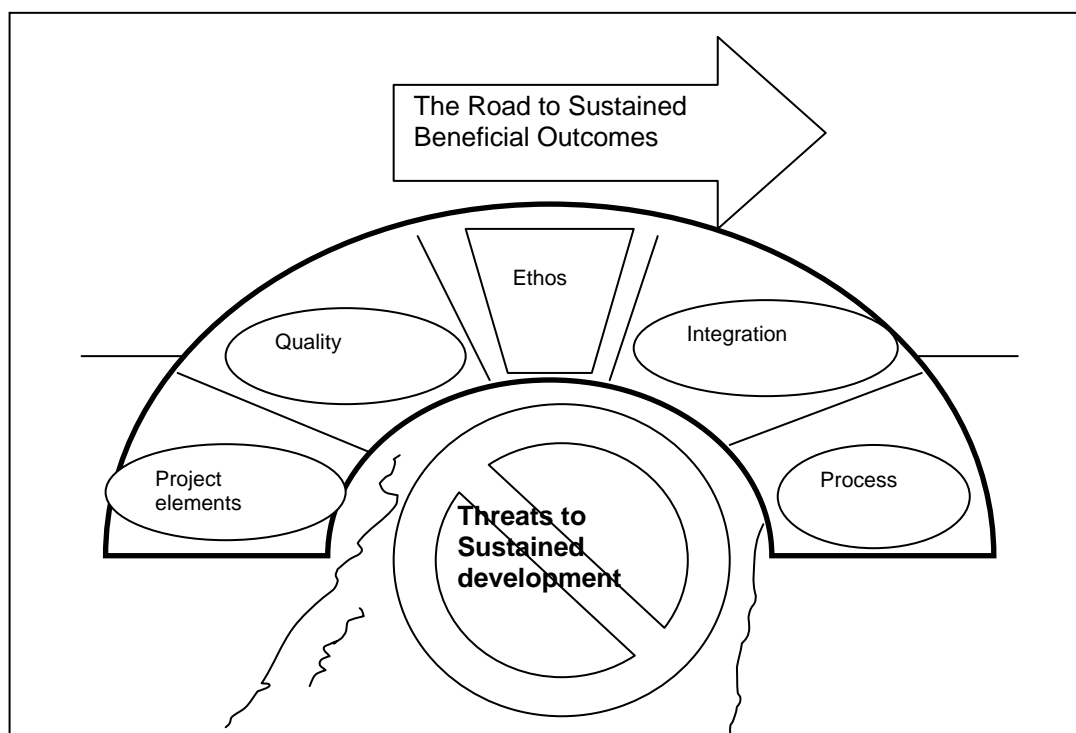 The Road to Sustained
Beneficial Outcomes
Ethos
Quality
Integration
Project
elements
Process
Threats to
Sustained
development